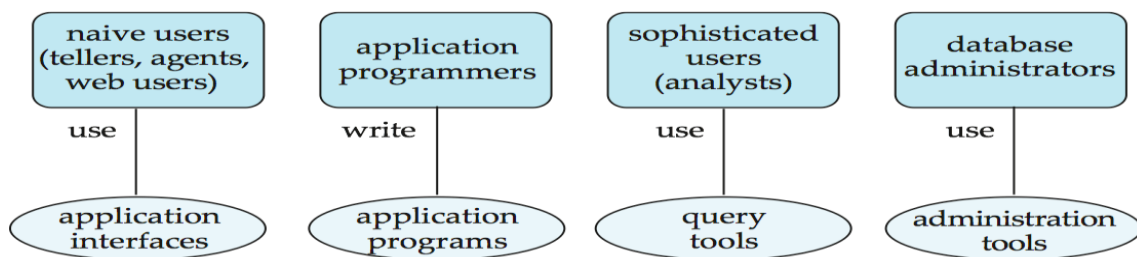 naive users
(tellers, agents,
web users)
application
programmers
sophisticated
users
(analysts)
database
administrators
use
write
use
use
application
interfaces
application
programs
query
tools
administration
tools